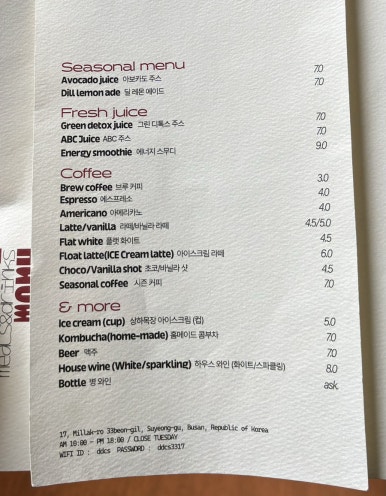 Seasonal menu
Avocado juice 아보카도 주스 7.0
Dill lemon ade 딜 레몬 에이드 7.0
Fresh juice
Green detox juice 그린 디톡스 주스 7.0
ABC Juice ABC 주스 7.0
Energy smoothie 에너지 스무디 9.0
Coffee
Brew coffee 브루 커피 3.0
Espresso 에스프레소 4.0
Americano 아메리카노 4.0
Latte/vanilla 라떼/바닐라 라떼 4.5/5.0
Flat white 플랫 화이트 4.5
Float latte(ICE Cream latte) 아이스크림 라떼 6.0
Choco/Vanilla shot 초코/바닐라 샷 4.5
Seasonal coffee 시즌 커피 7.0
& more
Ice cream (cup) 상하목장 아이스크림 (컵) 5.0
Kombucha(home-made) 홈메이드 콤부차 7.0
Beer 맥주 7.0
House wine (White/sparkling) 하우스 와인 (화이트/스파클링) 8.0
Bottle 병 와인 ask.
17, Millak-ro 33beon-gil, Suyeong-gu, Busan, Republic of Korea
AM 10:00 - PM 18:00 / CLOSE TUESDAY
WIFI ID : ddcs PASSWORD : ddcs3317